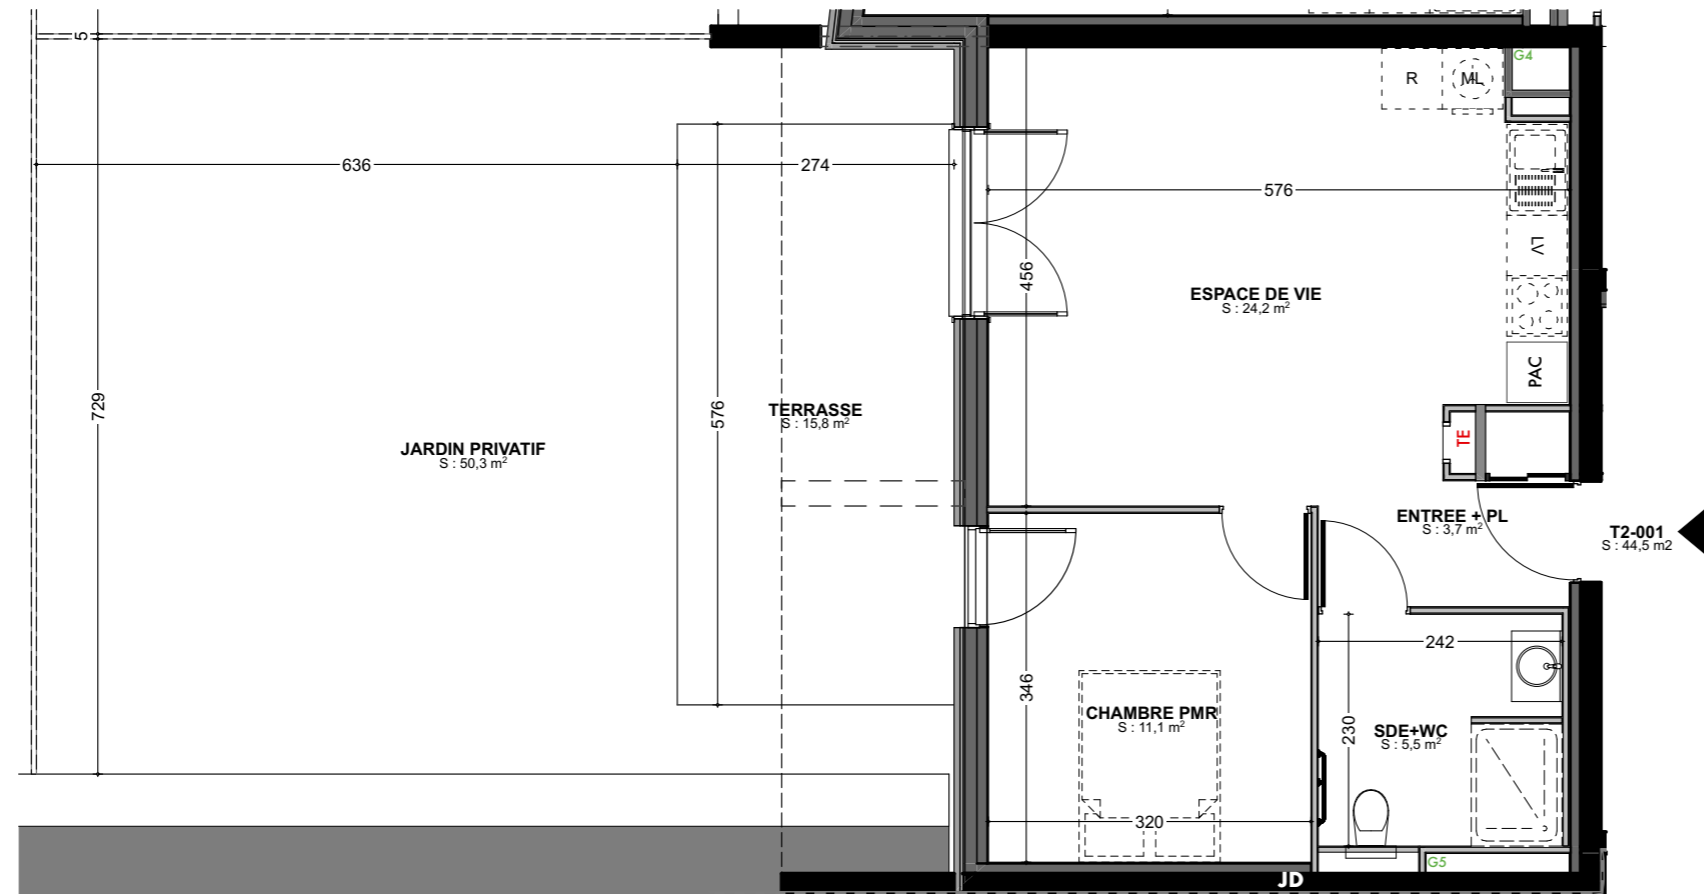 5
G4
R
ML
636
274
576
LV
456
ESPACE DE VIE
S : 24,2 m²
PAC
729
576
TERRASSE
S : 15,8 m²
TE
JARDIN PRIVATIF
S : 50,3 m²
ENTREE + PL
S : 3,7 m²
T2-001
S : 44,5 m2
242
346
CHAMBRE PMR
S : 11,1 m²
230
SDE+WC
S : 5,5 m²
320
G5
JD